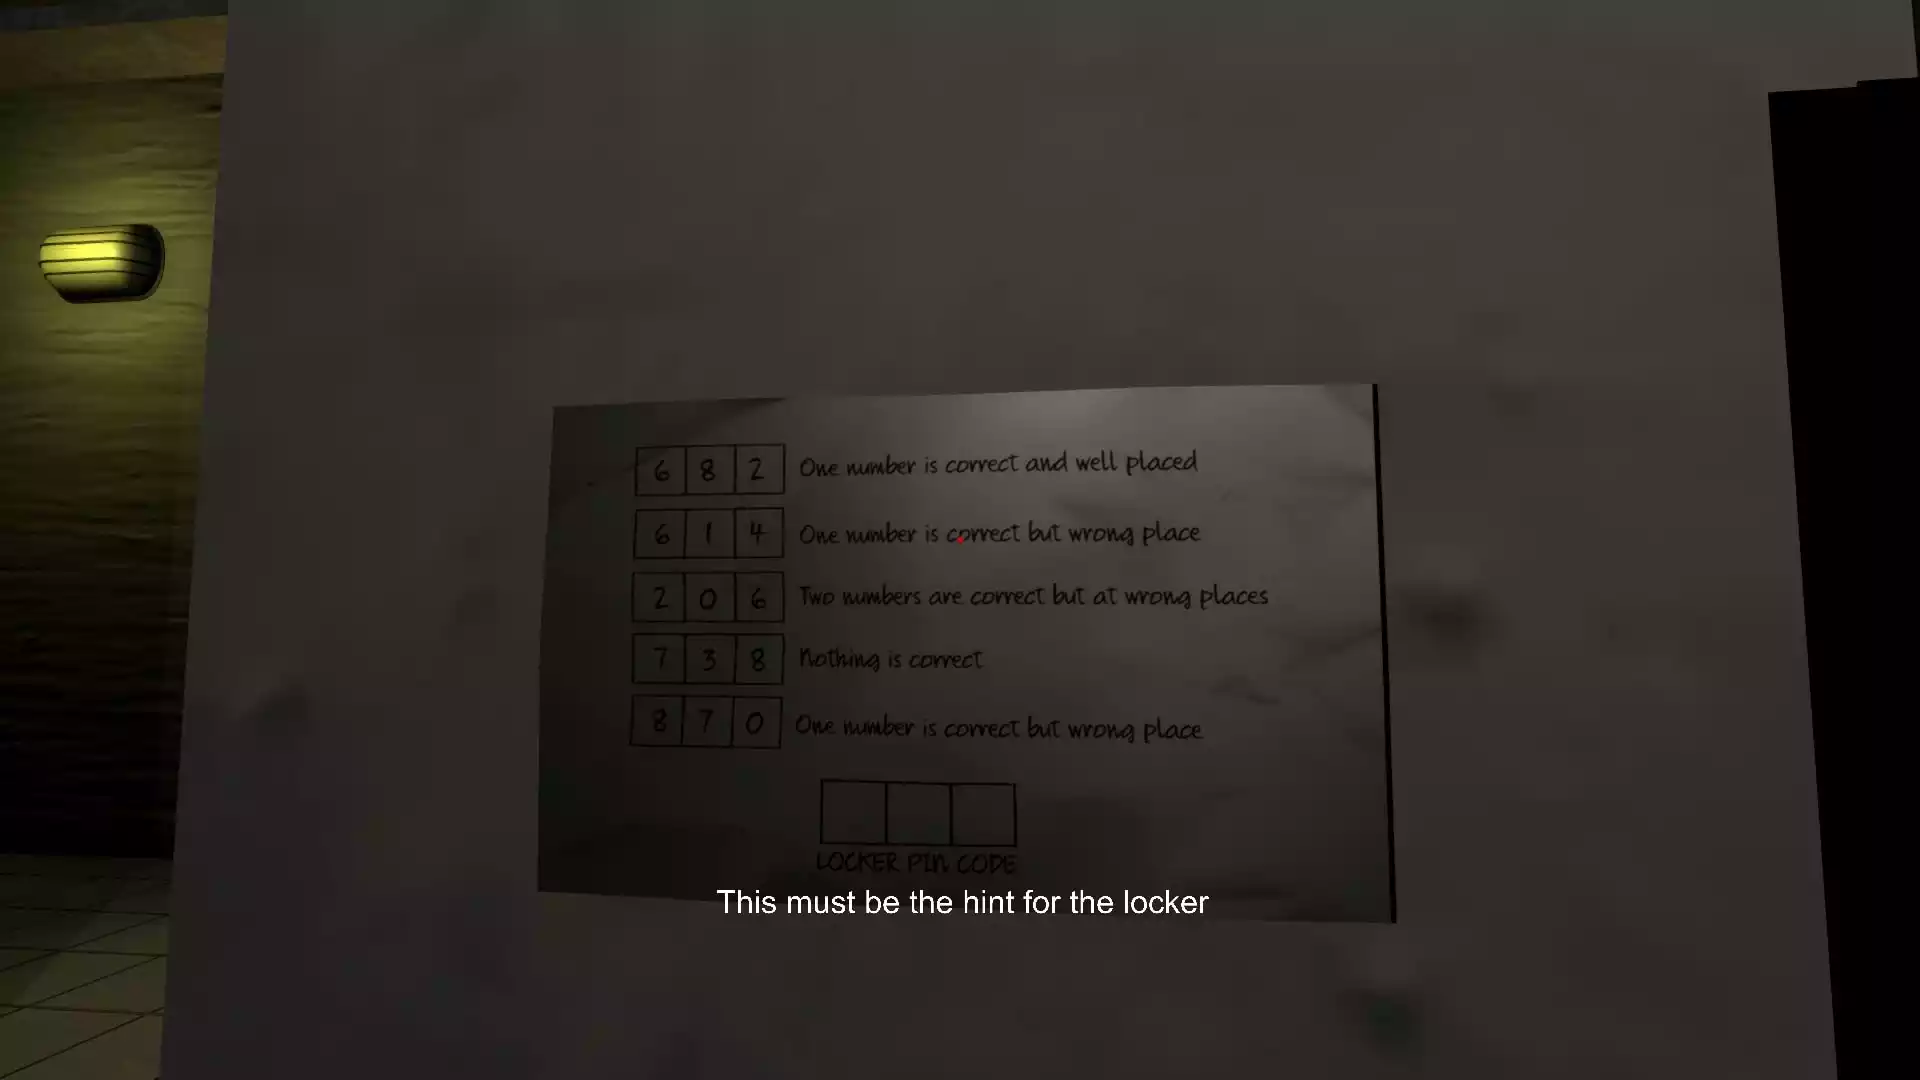 6 8 2 One number is correct and well placed
6 1 4 One number is correct but wrong place
2 0 6 Two numbers are correct but at wrong places
7 3 8 Nothing is correct
8 7 0 One number is correct but wrong place
LOCKER PIN CODE
This must be the hint for the locker